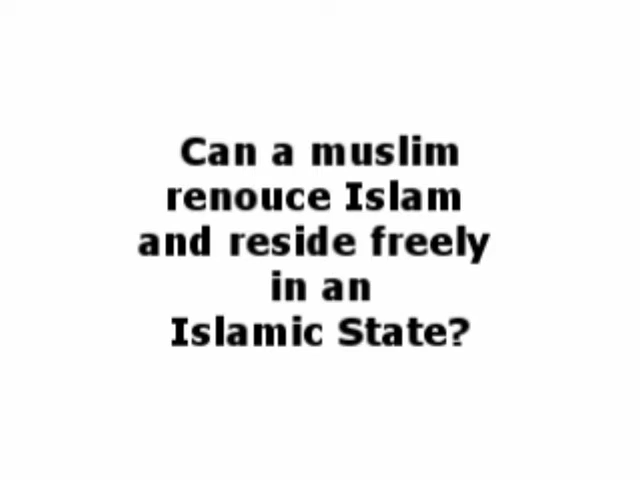 Can a muslim
renouce Islam
and reside freely
in an
Islamic State?